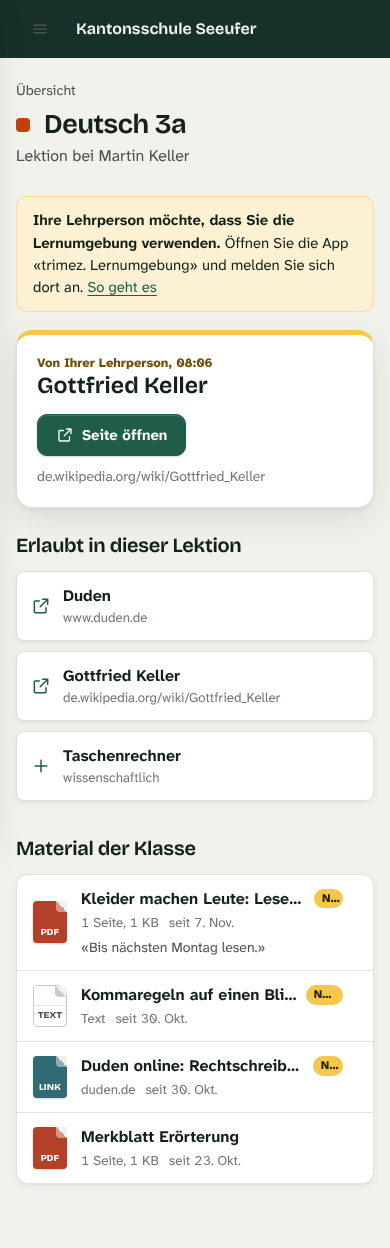 Kantonsschule Seeufer
Übersicht
Deutsch 3a
Lektion bei Martin Keller
Ihre Lehrperson möchte, dass Sie die
Lernumgebung verwenden. Öffnen Sie die App
«trimez. Lernumgebung» und melden Sie sich
dort an. So geht es
Von Ihrer Lehrperson, 08:06
Gottfried Keller
Seite öffnen
de.wikipedia.org/wiki/Gottfried_Keller
Erlaubt in dieser Lektion
Duden
www.duden.de
Gottfried Keller
de.wikipedia.org/wiki/Gottfried_Keller
Taschenrechner
wissenschaftlich
Material der Klasse
Kleider machen Leute: Lese... N...
PDF
1 Seite, 1 KB seit 7. Nov.
«Bis nächsten Montag lesen.»
Kommaregeln auf einen Bli... N...
TEXT
Text seit 30. Okt.
Duden online: Rechtschreib... N...
LINK
duden.de seit 30. Okt.
Merkblatt Erörterung
PDF
1 Seite, 1 KB seit 23. Okt.